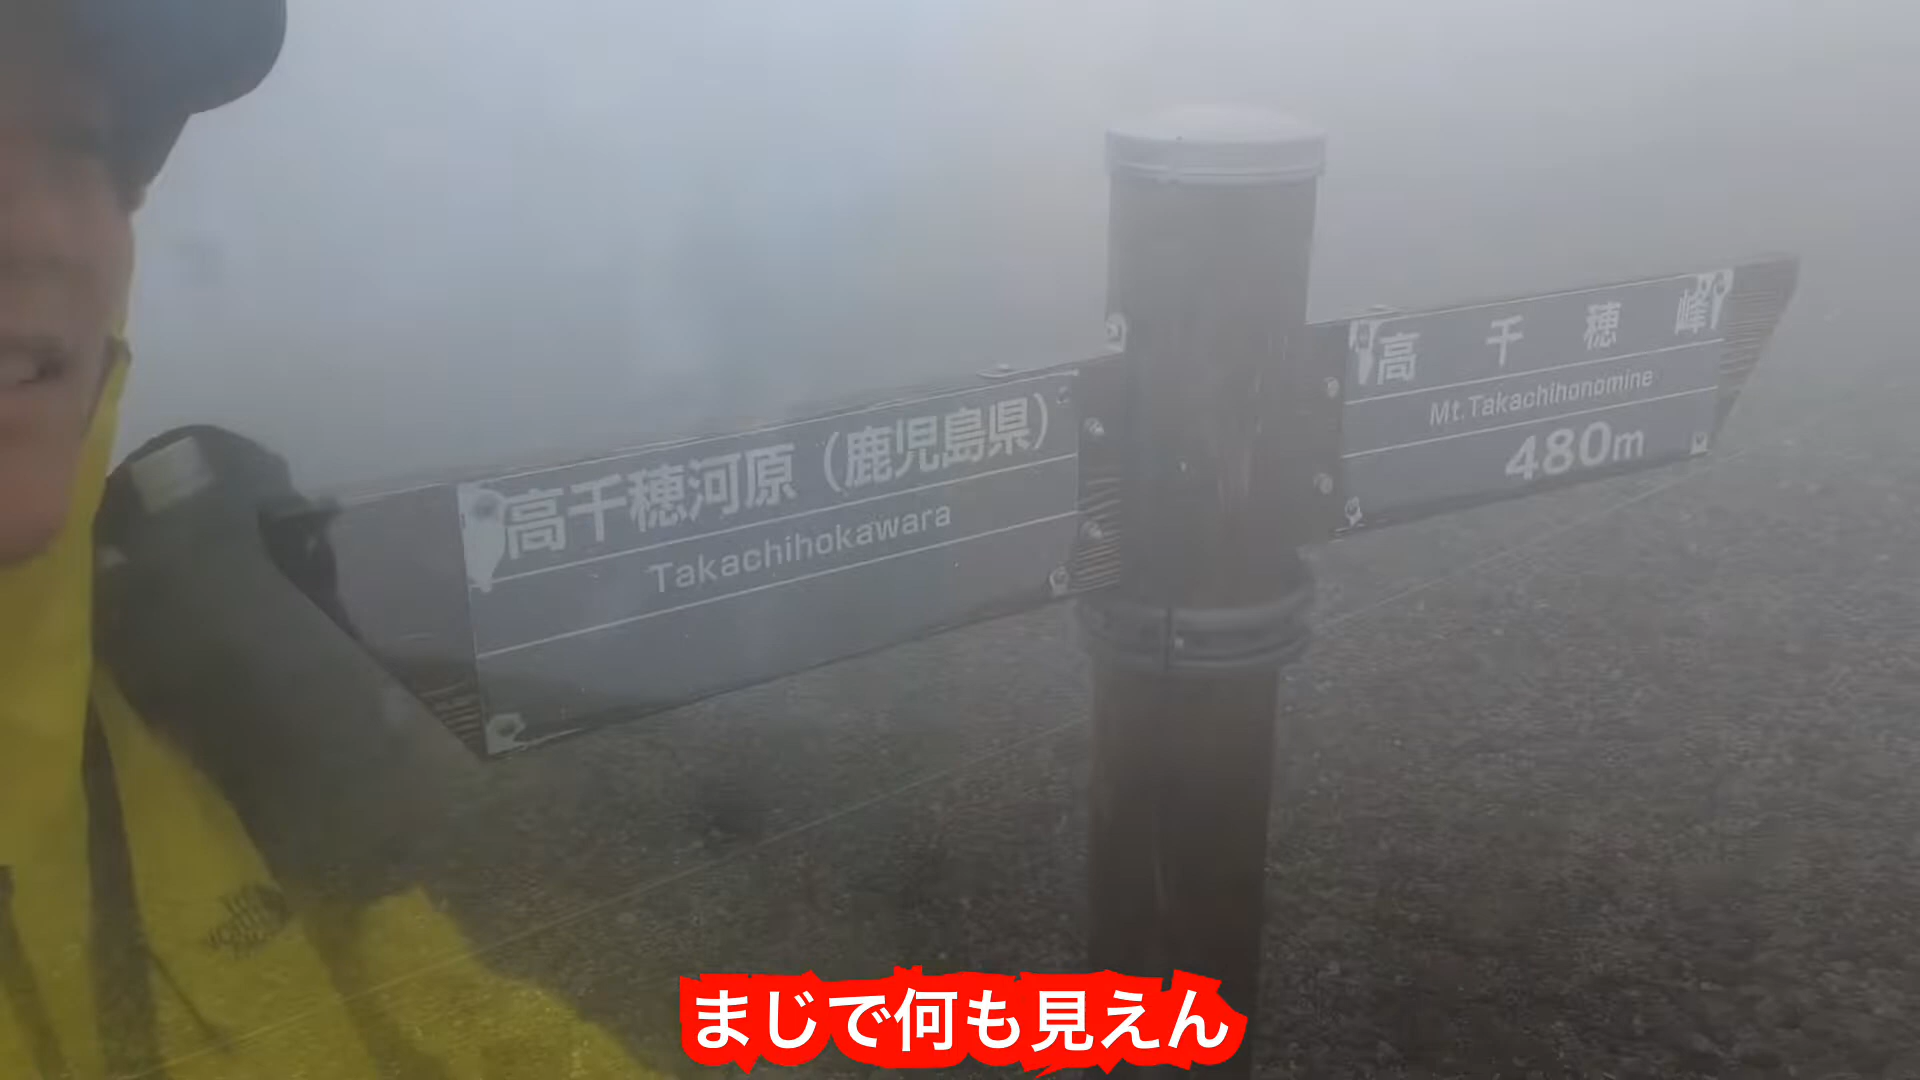 高千穂河原（鹿児島県）
Takachihokawara
高千穂峰
Mt.Takachihonomine
480m
まじで何も見えん